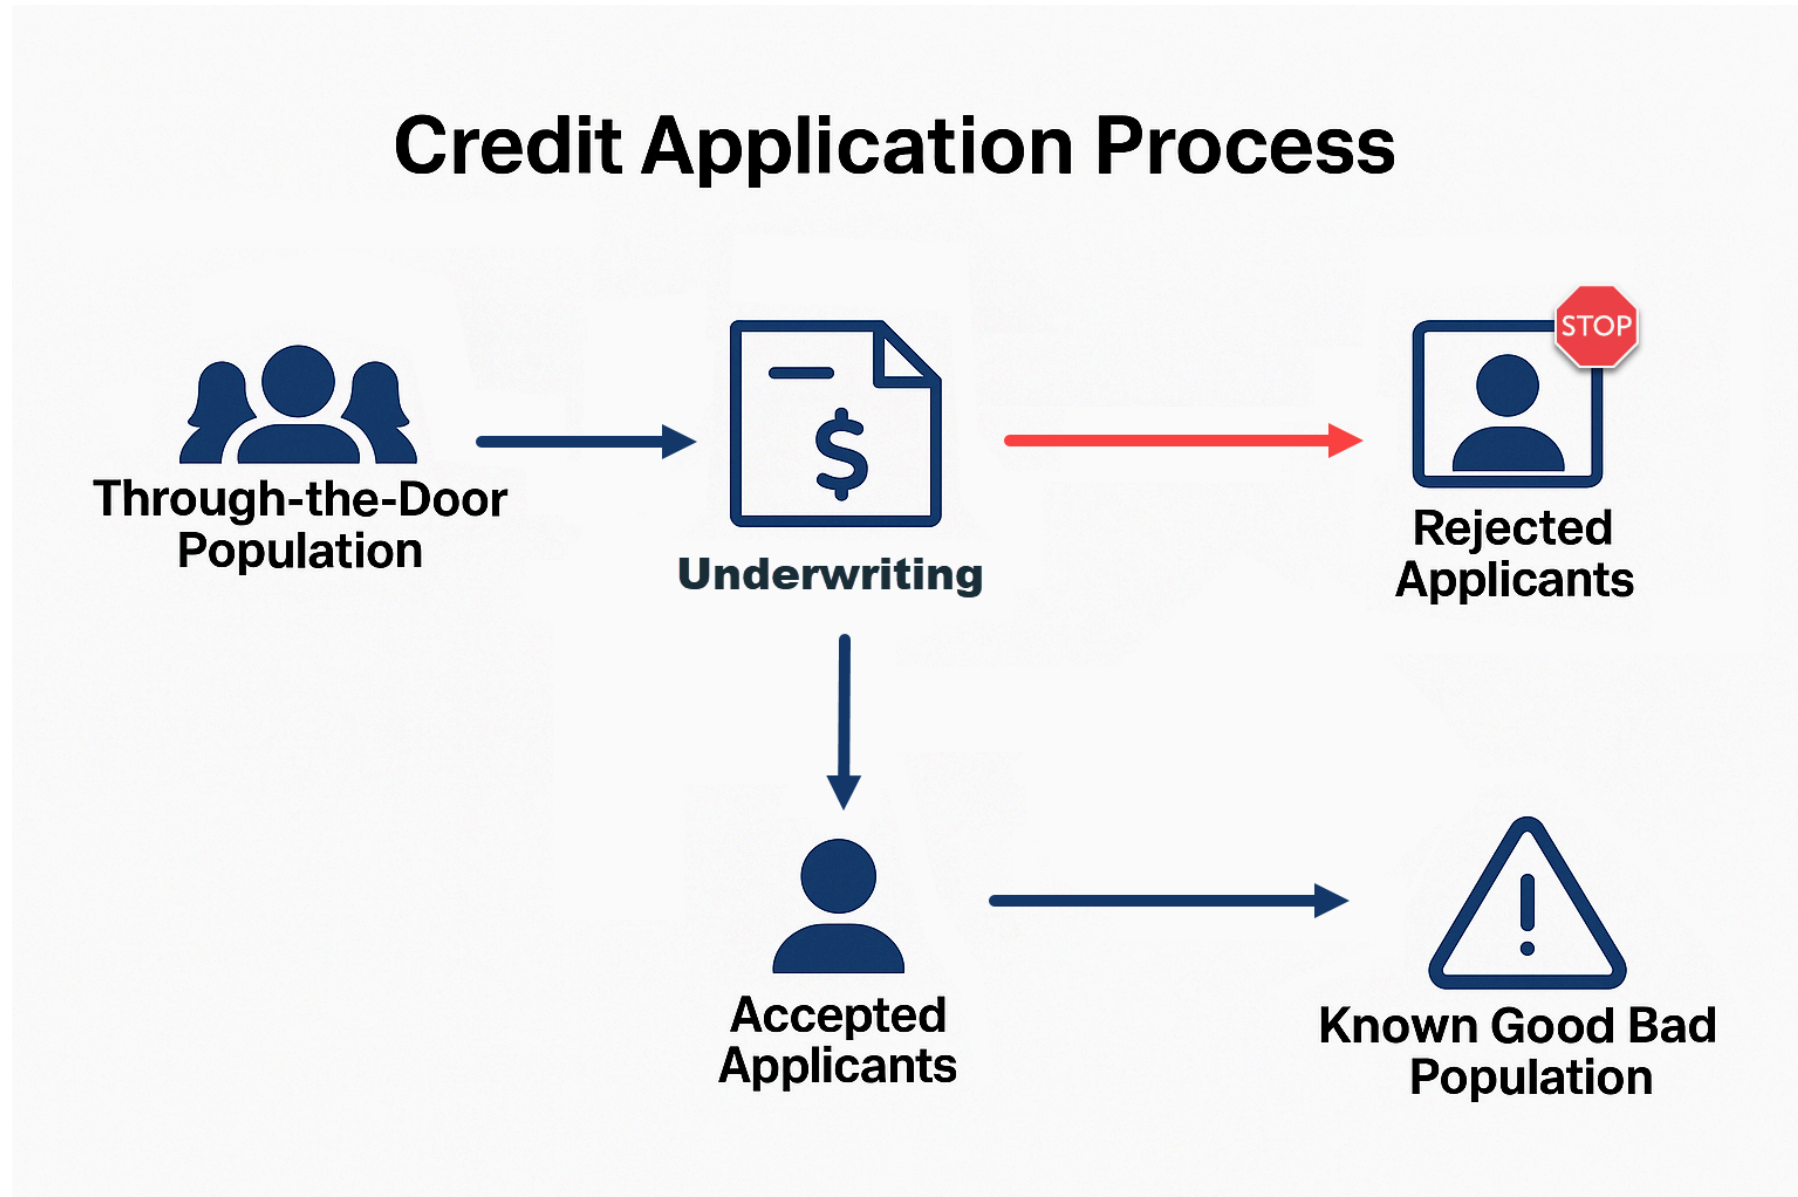 Credit Application Process
STOP
$
Through-the-Door
Population
Underwriting
Rejected
Applicants
Accepted
Applicants
Known Good Bad
Population